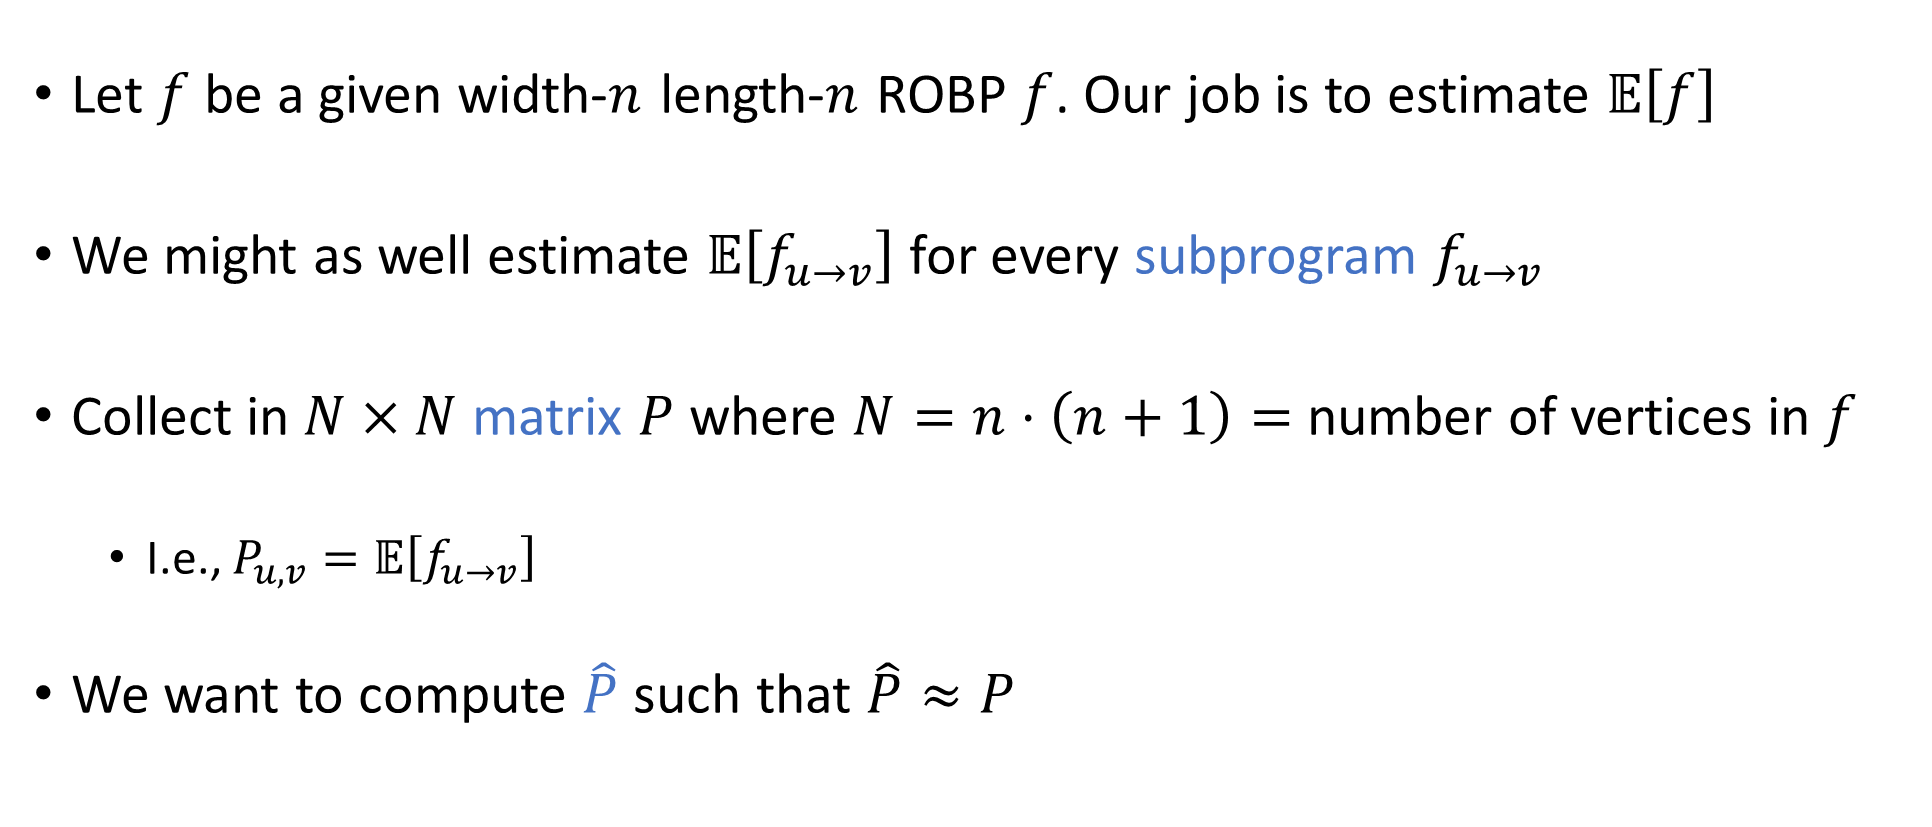 • Let 𝑓 be a given width-𝑛 length-𝑛 ROBP 𝑓. Our job is to estimate 𝔼[𝑓]
• We might as well estimate 𝔼[𝑓_{𝑢→𝑣}] for every subprogram 𝑓_{𝑢→𝑣}
• Collect in 𝑁 × 𝑁 matrix 𝑃 where 𝑁 = 𝑛 · (𝑛 + 1) = number of vertices in 𝑓
• I.e., 𝑃_{𝑢,𝑣} = 𝔼[𝑓_{𝑢→𝑣}]
• We want to compute 𝑃̂ such that 𝑃̂ ≈ 𝑃